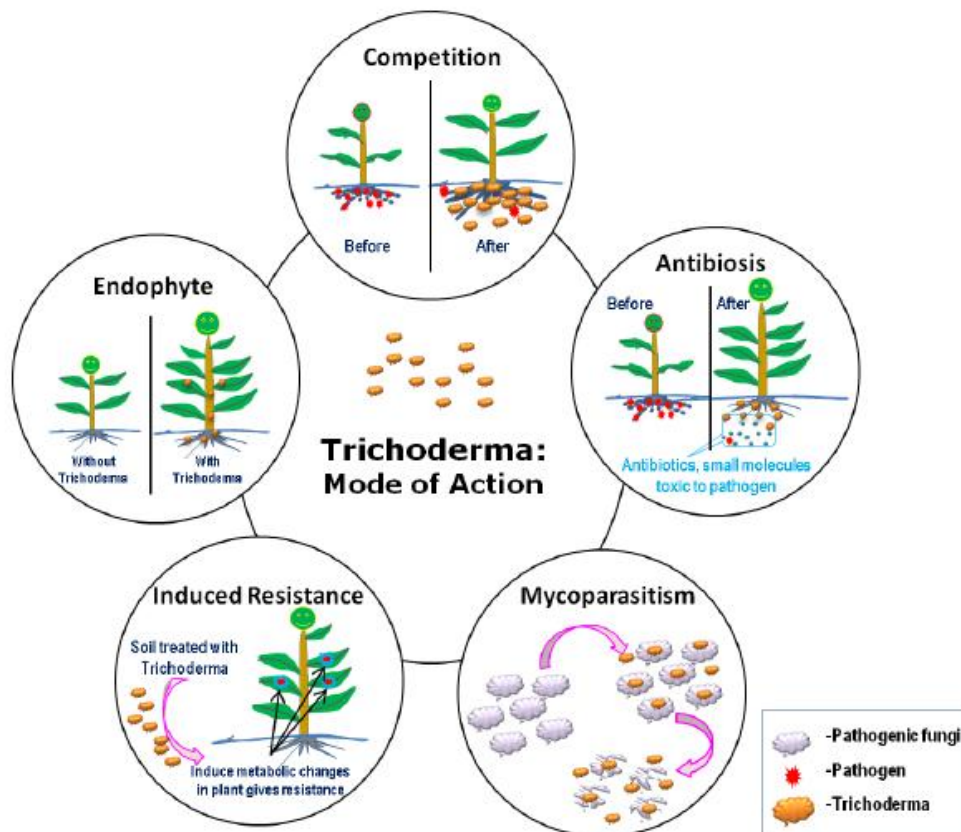 Competition
Before
After
Antibiosis
Before
After
Antibiotics, small molecules
toxic to pathogen
Endophyte
Without
Trichoderma
With
Trichoderma
Trichoderma:
Mode of Action
Induced Resistance
Soil treated with
Trichoderma
Induce metabolic changes
in plant gives resistance
Mycoparasitism
-Pathogenic fungi
-Pathogen
-Trichoderma